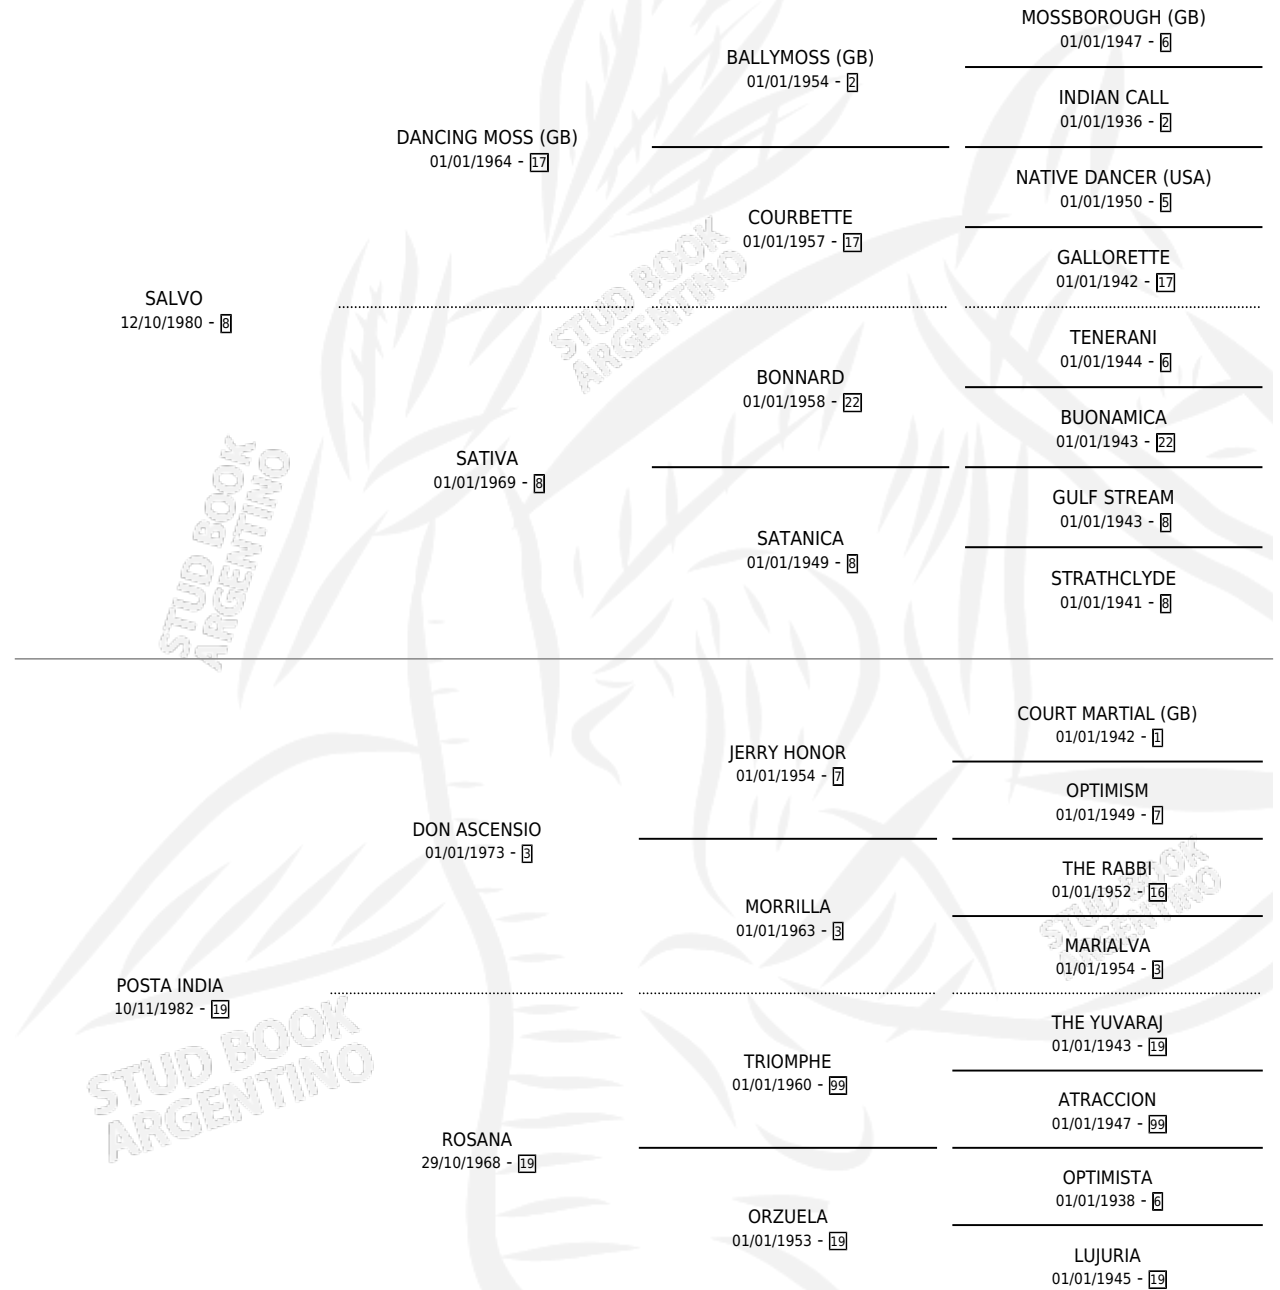 MOSSBOROUGH (GB)
01/01/1947 - 6
BALLYMOSS (GB)
01/01/1954 - 2
INDIAN CALL
01/01/1936 - 2
DANCING MOSS (GB)
01/01/1964 - 17
NATIVE DANCER (USA)
01/01/1950 - 5
COURBETTE
01/01/1957 - 17
GALLORETTE
01/01/1942 - 17
SALVO
12/10/1980 - 8
STUD BOOK
ARGENTINO
TENERANI
01/01/1944 - 6
BONNARD
01/01/1958 - 22
BUONAMICA
01/01/1943 - 22
SATIVA
01/01/1969 - 8
GULF STREAM
01/01/1943 - 8
SATANICA
01/01/1949 - 8
STRATHCLYDE
01/01/1941 - 8
STUD BOOK
ARGENTINO
COURT MARTIAL (GB)
01/01/1942 - 1
JERRY HONOR
01/01/1954 - 7
OPTIMISM
01/01/1949 - 7
DON ASCENSIO
01/01/1973 - 3
THE RABBI
01/01/1952 - 16
MORRILLA
01/01/1963 - 3
MARIALVA
01/01/1954 - 3
STUD BOOK
ARGENTINO
POSTA INDIA
10/11/1982 - 19
THE YUVARAJ
01/01/1943 - 19
TRIOMPHE
01/01/1960 - 99
ATRACCION
01/01/1947 - 99
STUD BOOK
ARGENTINO
ROSANA
29/10/1968 - 19
OPTIMISTA
01/01/1938 - 6
ORZUELA
01/01/1953 - 19
LUJURIA
01/01/1945 - 19